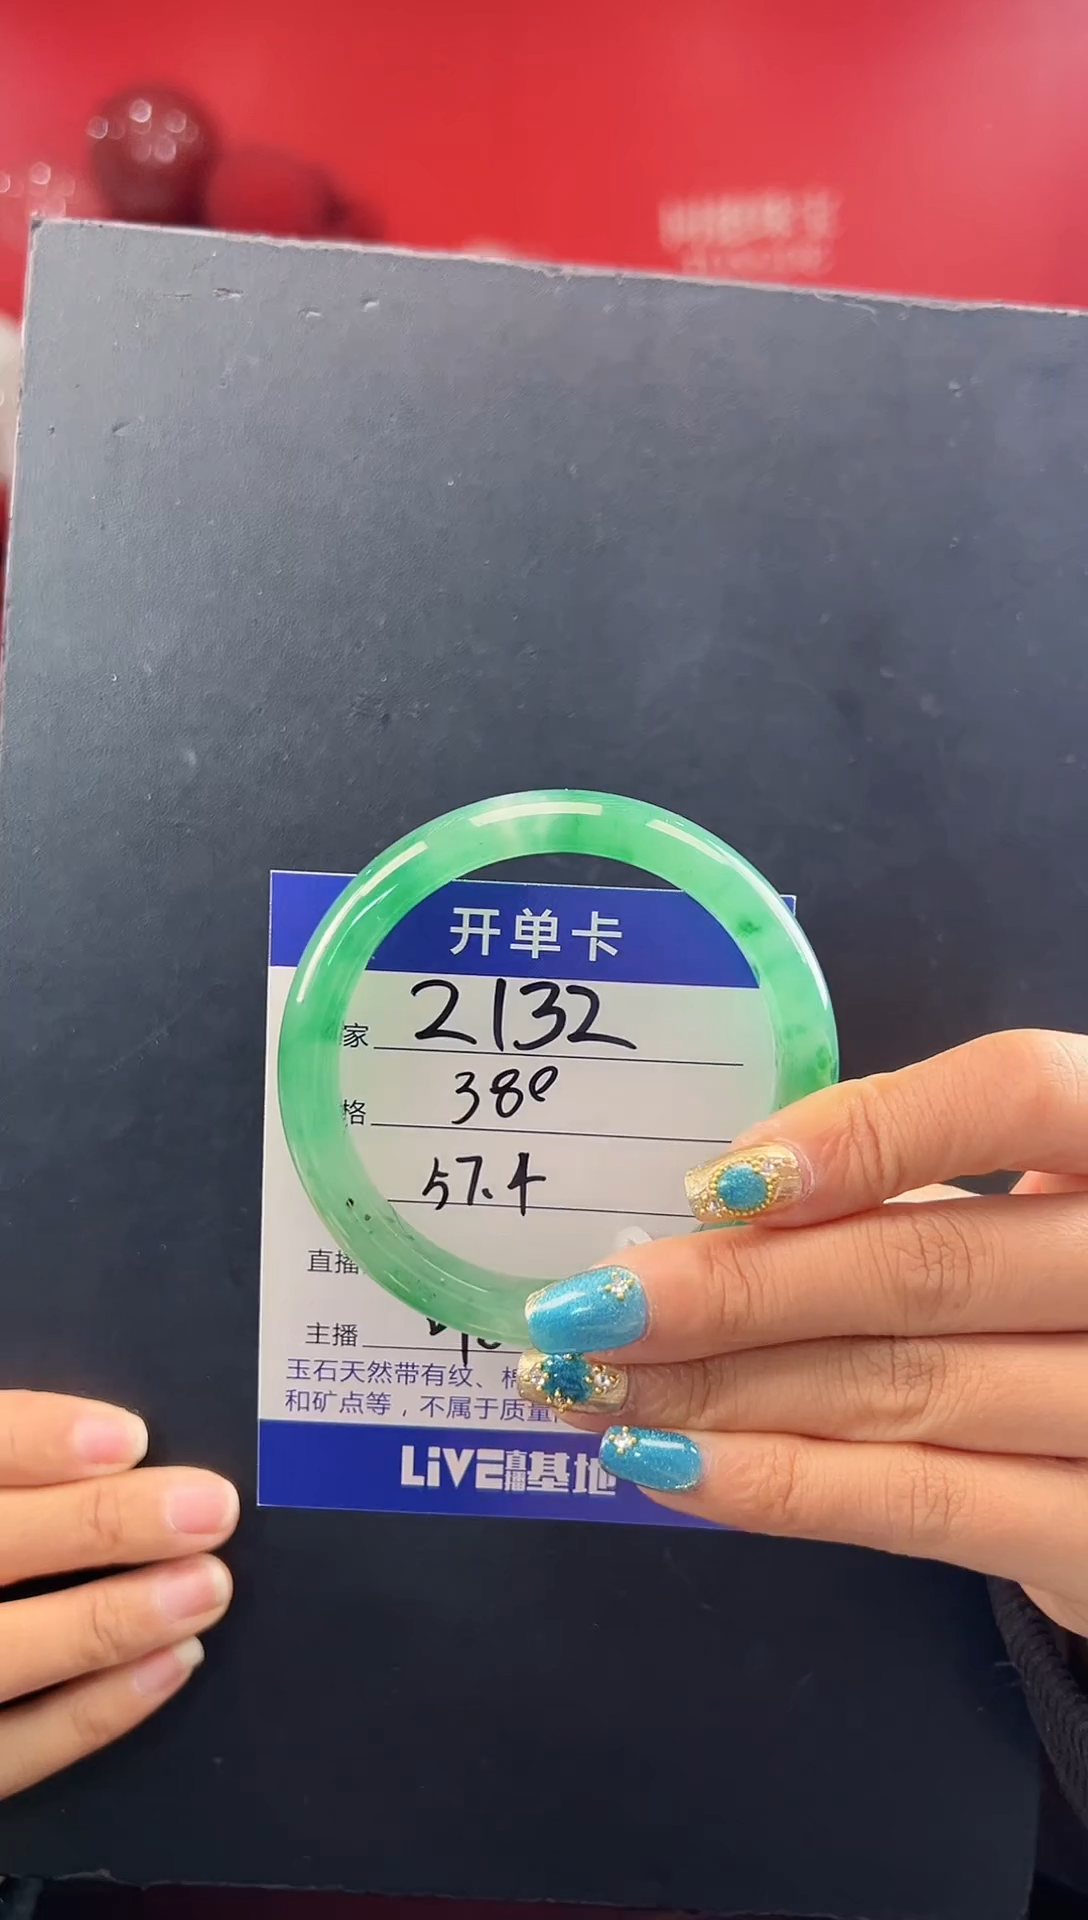 开单卡
家 2132
格 380
57.4
直播
主播
玉石天然带有纹、棉
和矿点等，不属于质量
LiVE直播基地